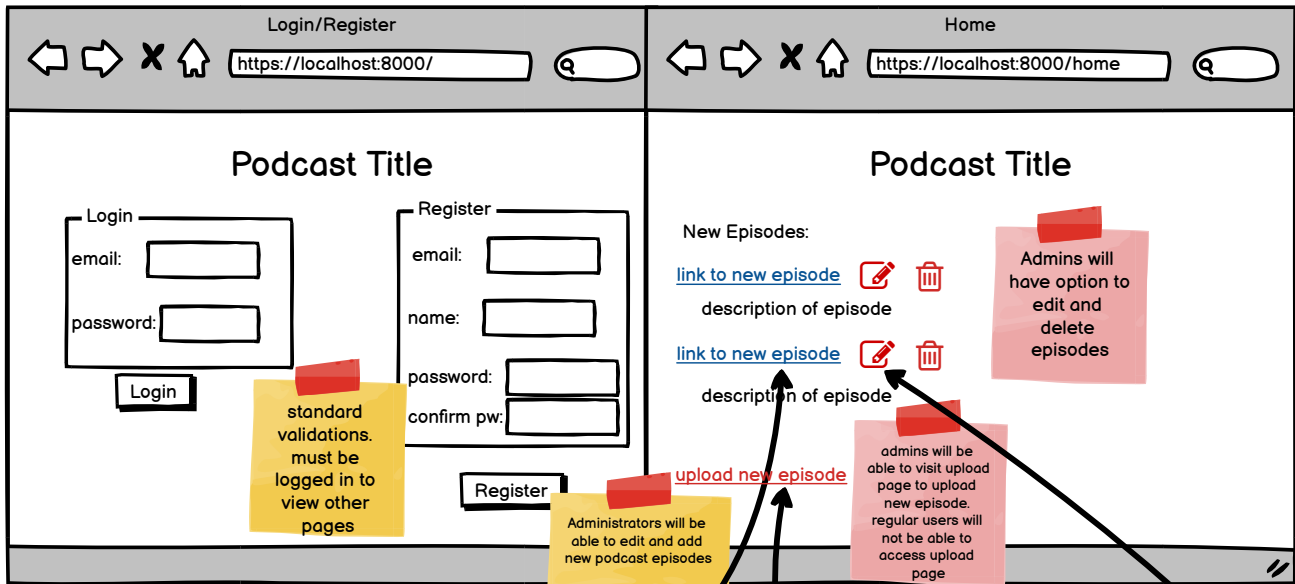 Login/Register
https://localhost:8000/
Podcast Title
Login
email:
password:
Login
Register
email:
name:
password:
confirm pw:
Register
standard
validations.
must be
logged in to
view other
pages
Administrators will be
able to edit and add
new podcast episodes
Home
https://localhost:8000/home
Podcast Title
New Episodes:
link to new episode
description of episode
link to new episode
description of episode
upload new episode
Admins will
have option to
edit and
delete
episodes
admins will be
able to visit upload
page to upload
new episode.
regular users will
not be able to
access upload
page